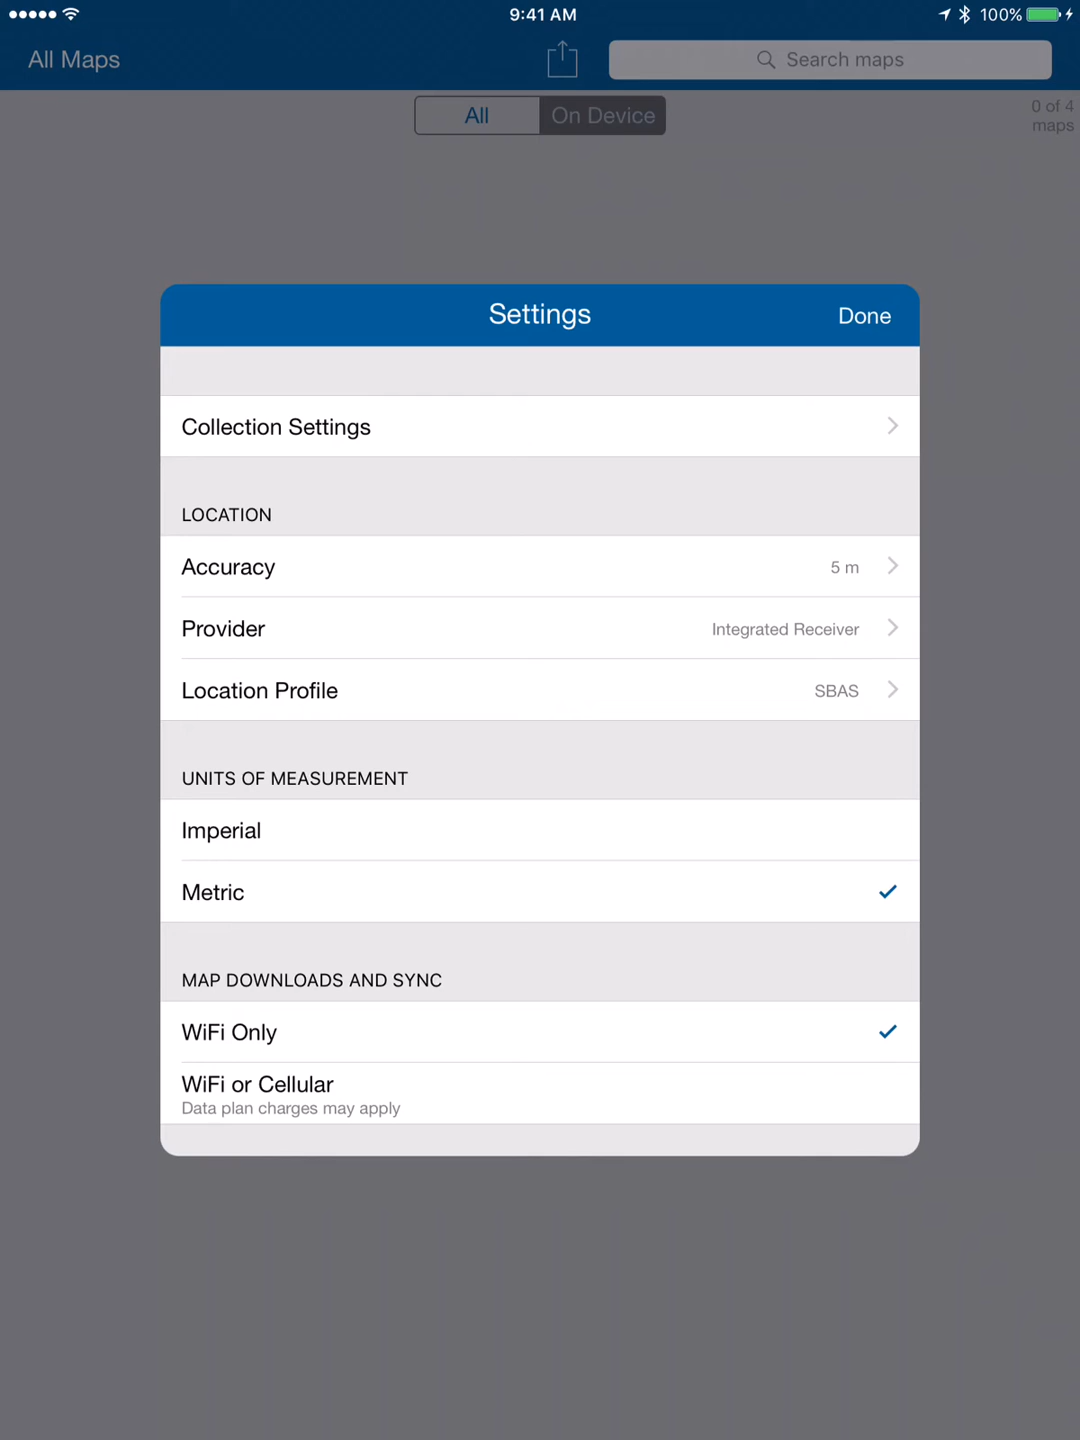 9:41 AM
100%
All Maps
Search maps
All
On Device
0 of 4
maps
Settings
Done
Collection Settings
LOCATION
Accuracy
5 m
Provider
Integrated Receiver
Location Profile
SBAS
UNITS OF MEASUREMENT
Imperial
Metric
MAP DOWNLOADS AND SYNC
WiFi Only
WiFi or Cellular
Data plan charges may apply